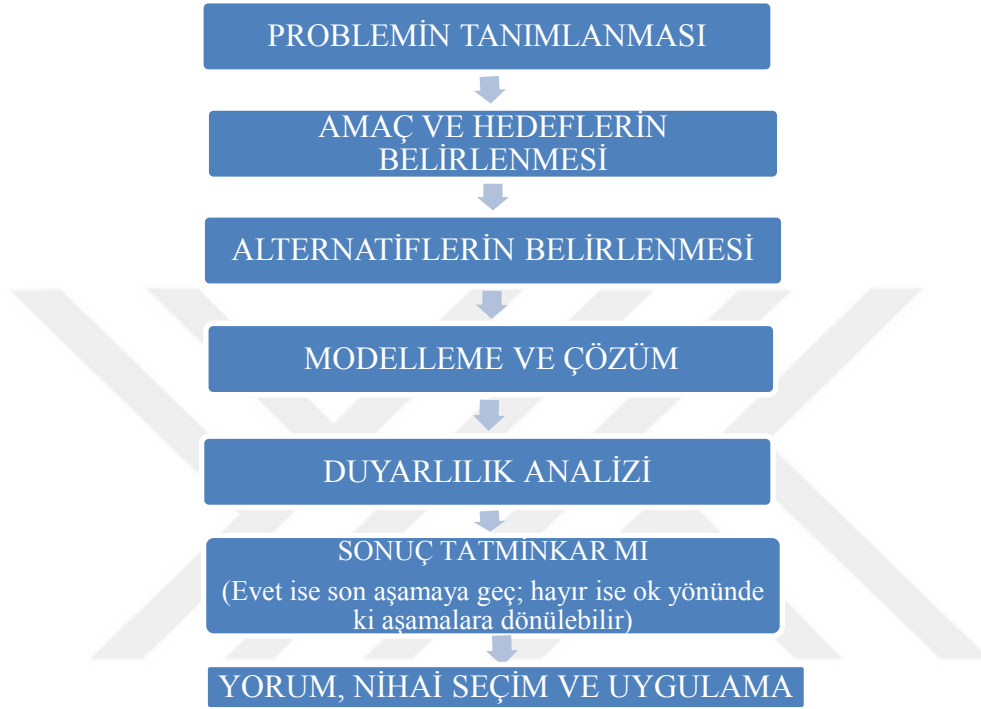 PROBLEMİN TANIMLANMASI
AMAÇ VE HEDEFLERİN
BELİRLENMESİ
ALTERNATİFLERİN BELİRLENMESİ
MODELLEME VE ÇÖZÜM
DUYARLILIK ANALİZİ
SONUÇ TATMİNKAR MI
(Evet ise son aşamaya geç; hayır ise ok yönünde
ki aşamalara dönülebilir)
YORUM, NİHAİ SEÇİM VE UYGULAMA